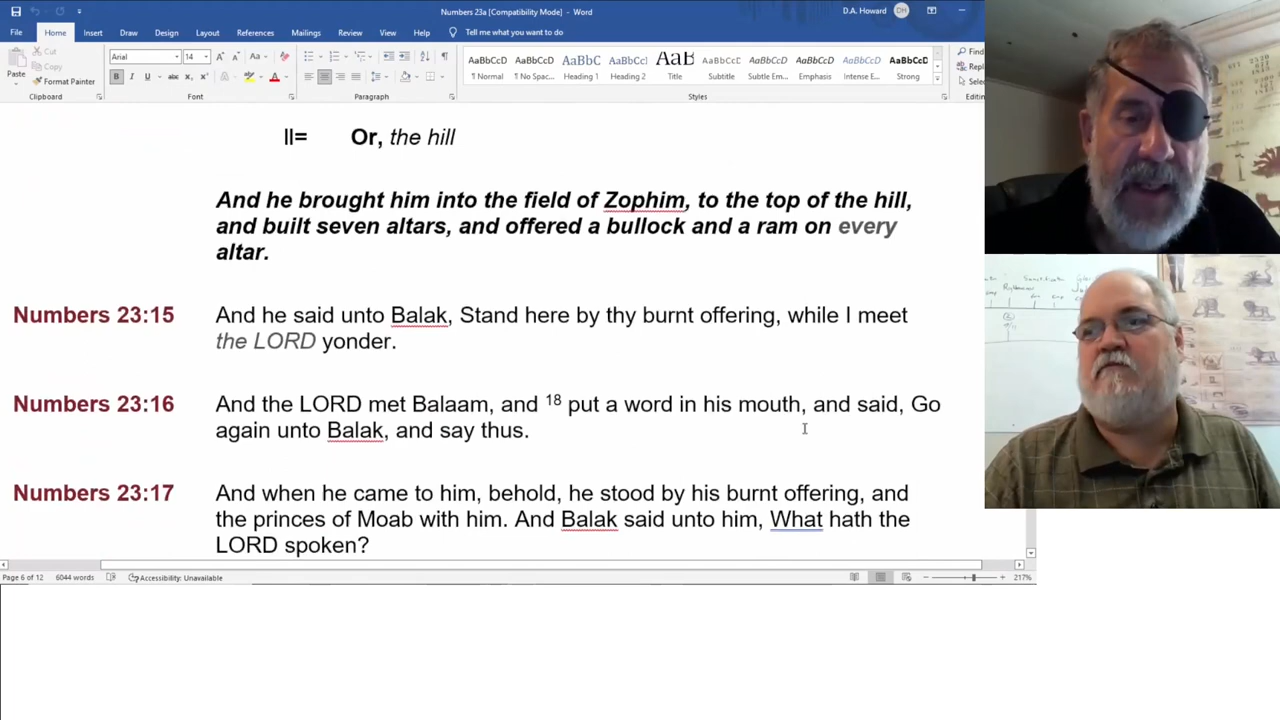 Numbers 23a [Compatibility Mode] - Word
D.A. Howard
DH
File Home Insert Draw Design Layout References Mailings Review View Help Tell me what you want to do
Paste
Cut
Copy
Format Painter
Clipboard
Arial 14
Font
Paragraph
AaBbCcD AaBbCcD AaBbC AaBbCcD AaB AaBbCcD AaBbCcD AaBbCcD AaBbCcD AaBbCcD
¶ Normal ¶ No Spac... Heading 1 Heading 2 Title Subtitle Subtle Em... Emphasis Intense E... Strong
Styles
Find
Repl
Selec
Editin
||= Or, the hill
And he brought him into the field of Zophim, to the top of the hill,
and built seven altars, and offered a bullock and a ram on every
altar.
Numbers 23:15 And he said unto Balak, Stand here by thy burnt offering, while I meet
the LORD yonder.
Numbers 23:16 And the LORD met Balaam, and 18 put a word in his mouth, and said, Go
again unto Balak, and say thus.
Numbers 23:17 And when he came to him, behold, he stood by his burnt offering, and
the princes of Moab with him. And Balak said unto him, What hath the
LORD spoken?
Page 6 of 12 6044 words Accessibility: Unavailable 217%